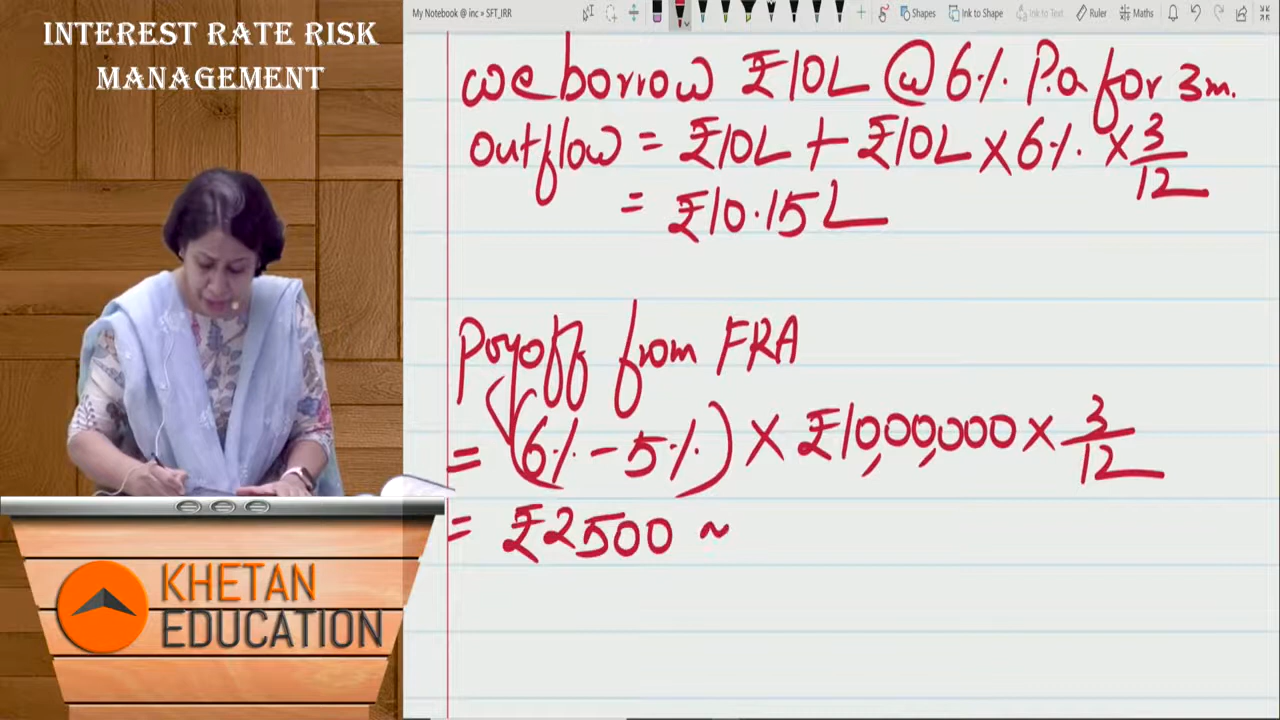 INTEREST RATE RISK
MANAGEMENT
My Notebook @ inc » SFT_IRR
Shapes
Ink to Shape
Ink to Text
Ruler
Maths
we borrow ₹10L @ 6% P.a for 3m.
outflow = ₹10L + ₹10L × 6% × 3/12
= ₹10.15L
Payoff from FRA
= (6% - 5%) × ₹10,00,000 × 3/12
= ₹2500 ~
KHETAN
EDUCATION